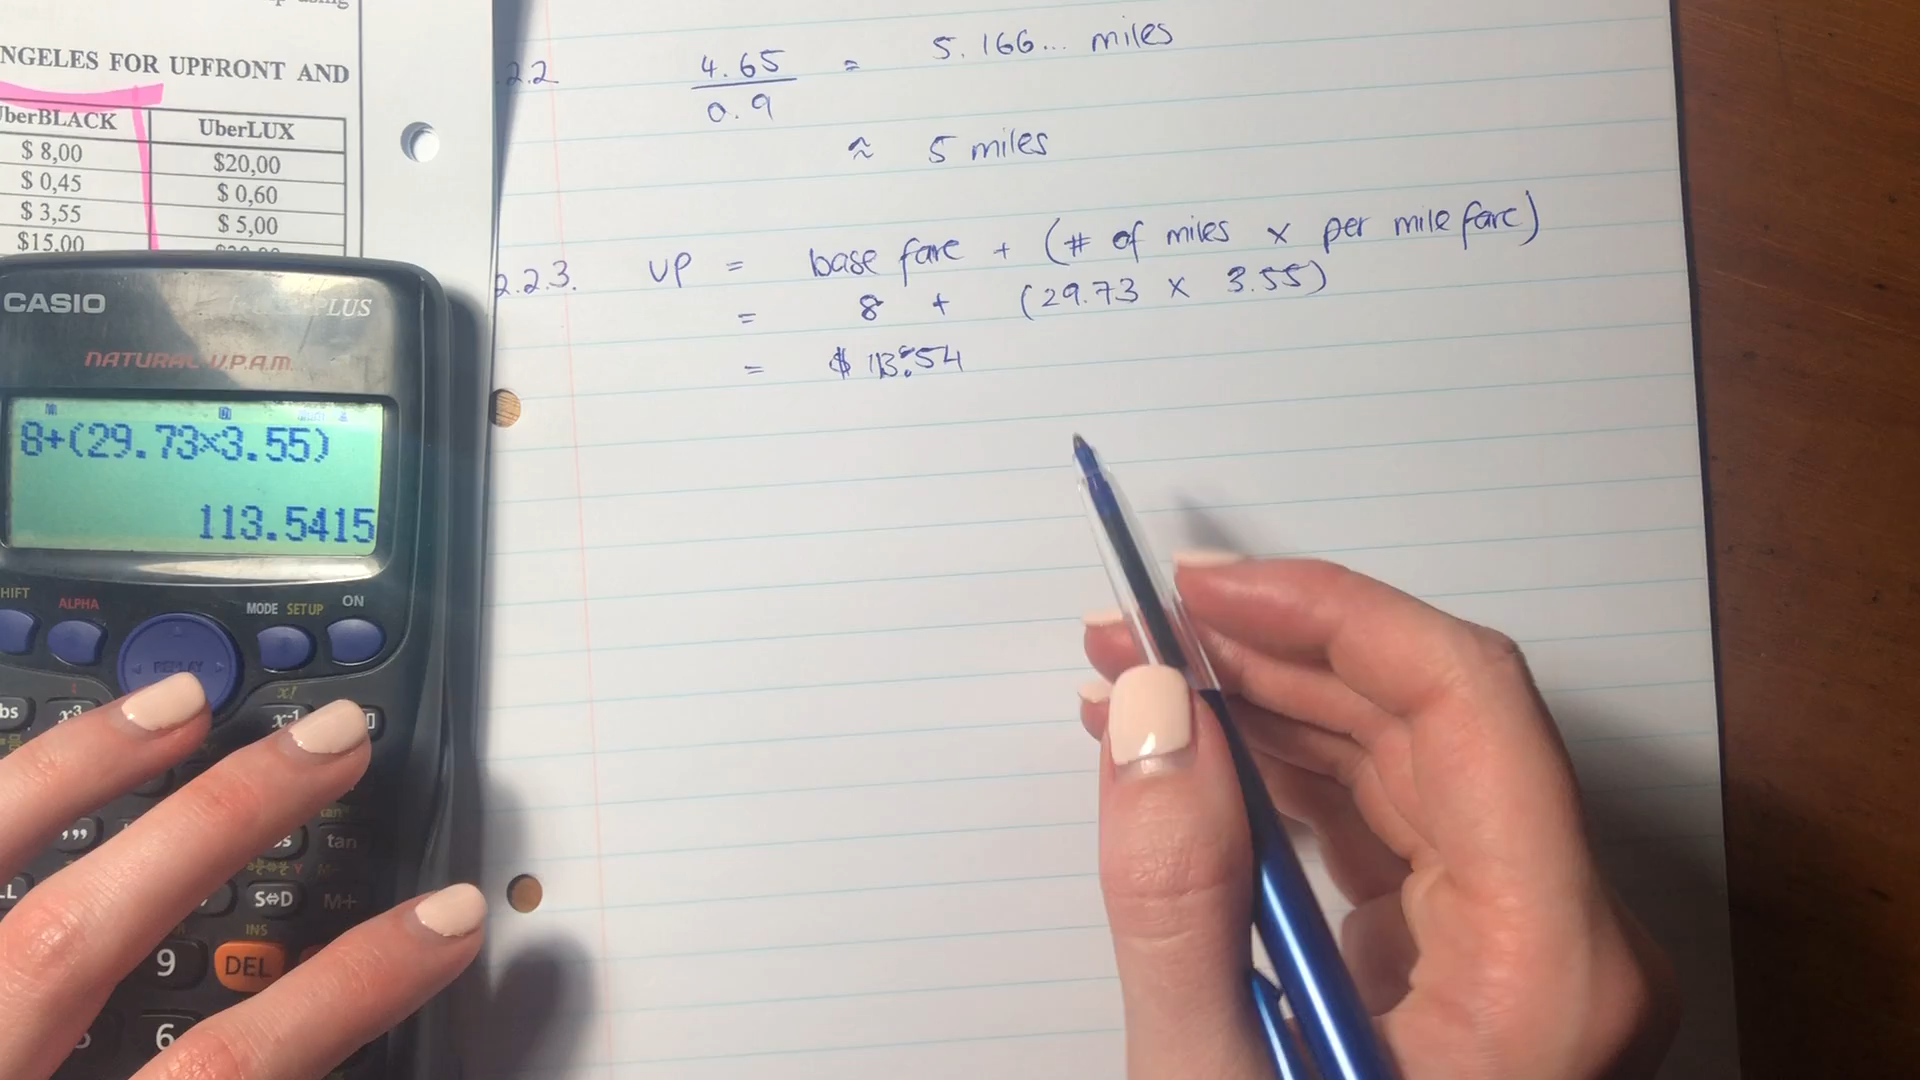 NGELES FOR UPFRONT AND
UberBLACK UberLUX
$ 8,00 $20,00
$ 0,45 $ 0,60
$ 3,55 $ 5,00
$15,00
2.2 4.65 = 5.166... miles
0.9
≈ 5 miles
2.2.3. UP = base fare + (# of miles x per mile fare)
= 8 + (29.73 x 3.55)
= $ 113.54
CASIO PLUS
NATURAL-V.P.A.M.
8+(29.73×3.55)
113.5415
SHIFT ALPHA MODE SETUP ON
REPLAY
x!
bs x³ x-1
tan
S⇔D M+
INS
9 DEL
6